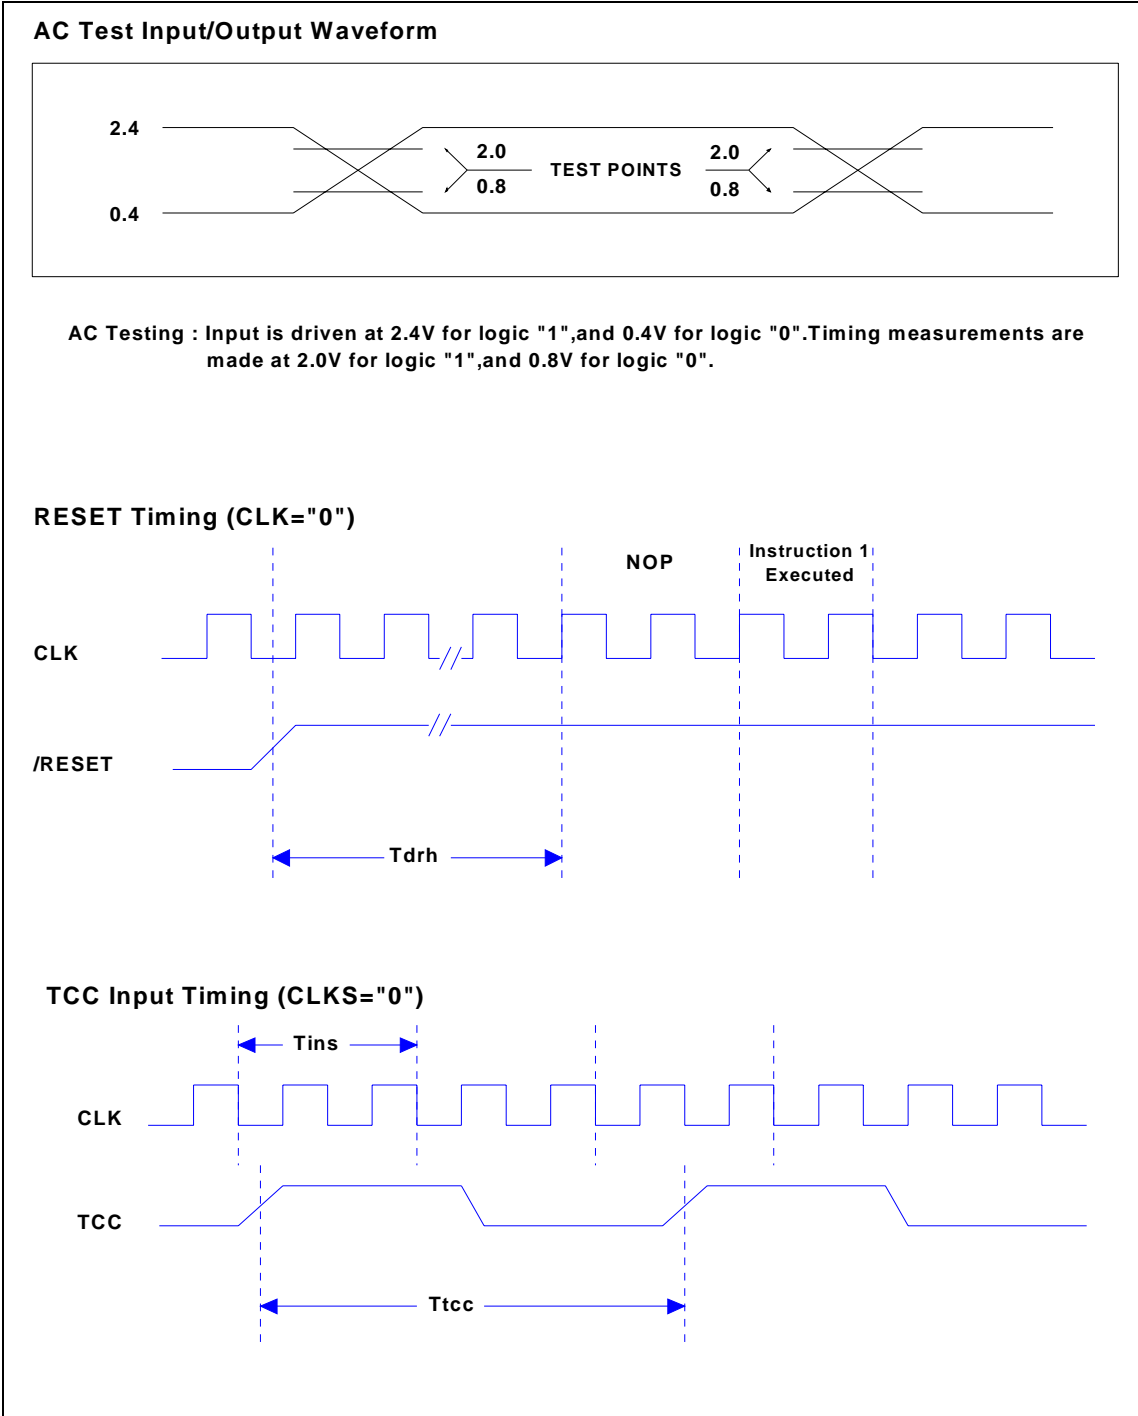 AC Test Input/Output Waveform
2.4
2.0
TEST POINTS
2.0
0.8
0.8
0.4
AC Testing : Input is driven at 2.4V for logic "1",and 0.4V for logic "0".Timing measurements are
made at 2.0V for logic "1",and 0.8V for logic "0".
RESET Timing (CLK="0")
NOP
Instruction 1
Executed
CLK
/RESET
Tdrh
TCC Input Timing (CLKS="0")
Tins
CLK
TCC
Ttcc